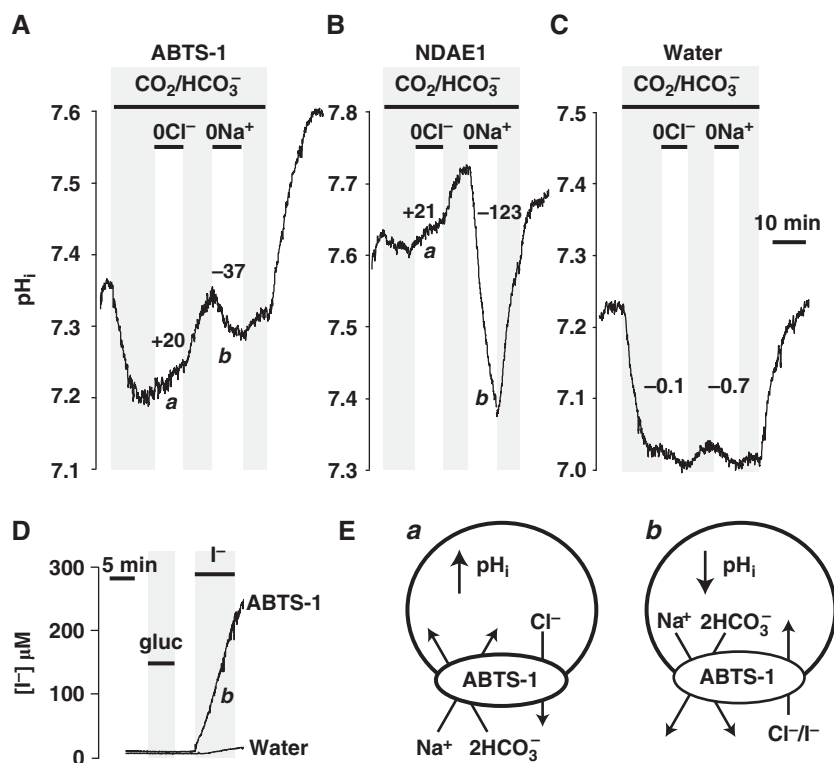 A
ABTS-1
CO₂/HCO₃⁻
0Cl⁻ 0Na⁺
7.6
7.5
7.4
7.3
7.2
7.1
pHᵢ
+20
–37
a
b
B
NDAE1
CO₂/HCO₃⁻
0Cl⁻ 0Na⁺
7.8
7.7
7.6
7.5
7.4
7.3
+21
–123
a
b
C
Water
CO₂/HCO₃⁻
0Cl⁻ 0Na⁺
7.5
7.4
7.3
7.2
7.1
7.0
10 min
–0.1
–0.7
D
300
200
100
0
[I⁻] μM
5 min
gluc
I⁻
ABTS-1
b
Water
E
a
pHᵢ
Cl⁻
ABTS-1
Na⁺ 2HCO₃⁻
b
pHᵢ
Na⁺ 2HCO₃⁻
ABTS-1
Cl⁻/I⁻